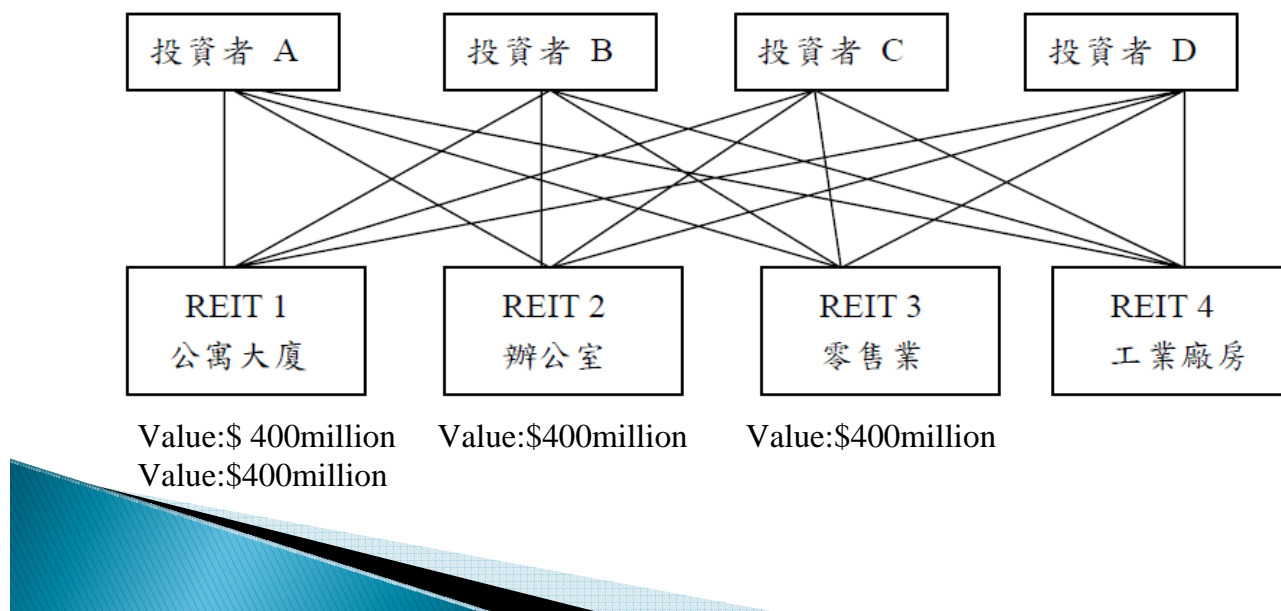 投資者 A
投資者 B
投資者 C
投資者 D
REIT 1
公寓大廈
REIT 2
辦公室
REIT 3
零售業
REIT 4
工業廠房
Value:$ 400million
Value:$400million
Value:$400million
Value:$400million